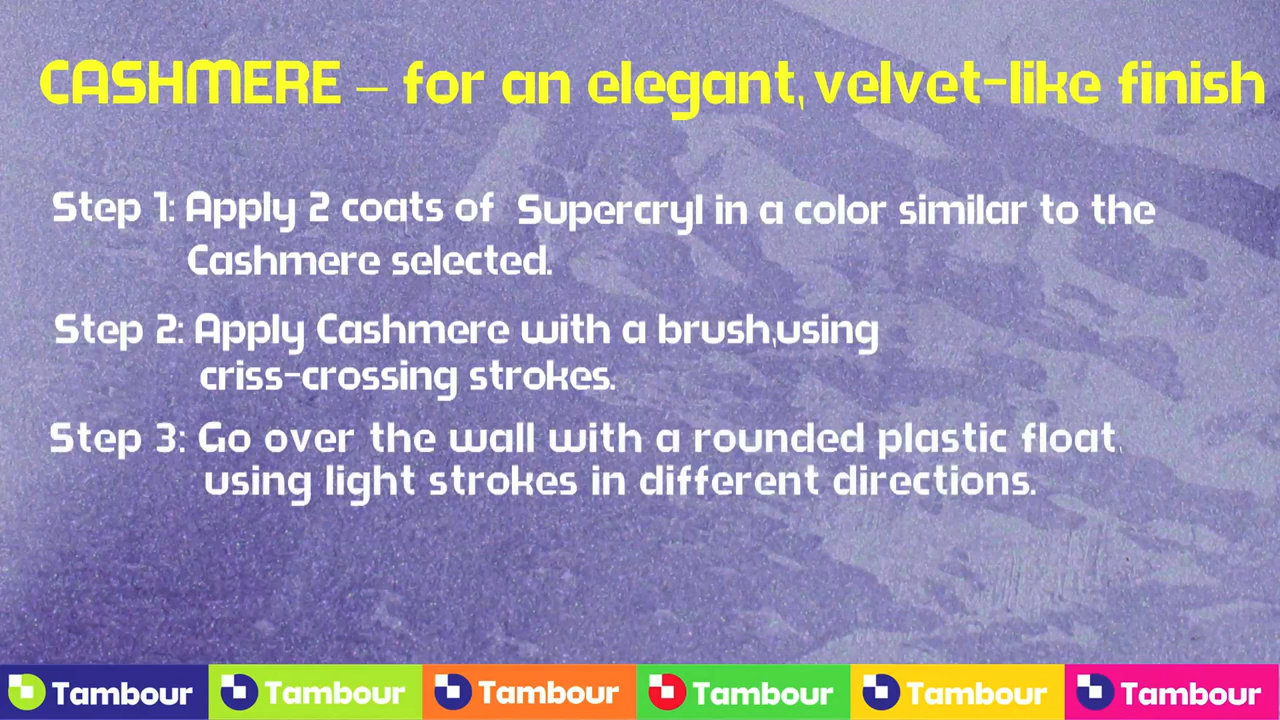 CASHMERE – for an elegant, velvet-like finish
Step 1: Apply 2 coats of Supercryl in a color similar to the
Cashmere selected.
Step 2: Apply Cashmere with a brush,using
criss-crossing strokes.
Step 3: Go over the wall with a rounded plastic float,
using light strokes in different directions.
Tambour Tambour Tambour Tambour Tambour Tambour